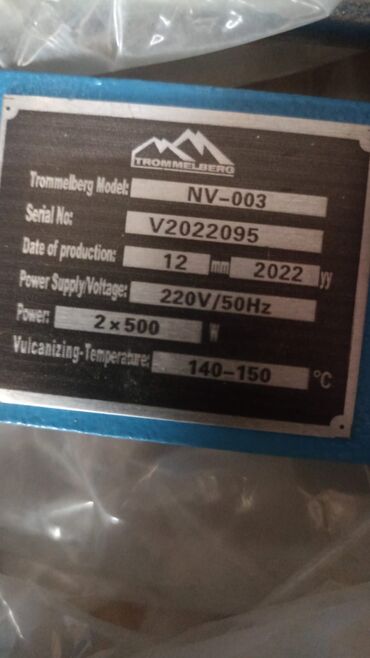 TROMMELBERG
Trommelberg Model: NV-003
Serial No: V2022095
Date of production: 12 mm 2022 yy
Power Supply/Voltage: 220V/50Hz
Power: 2×500 W
Vulcanizing-Temperature: 140-150 °C